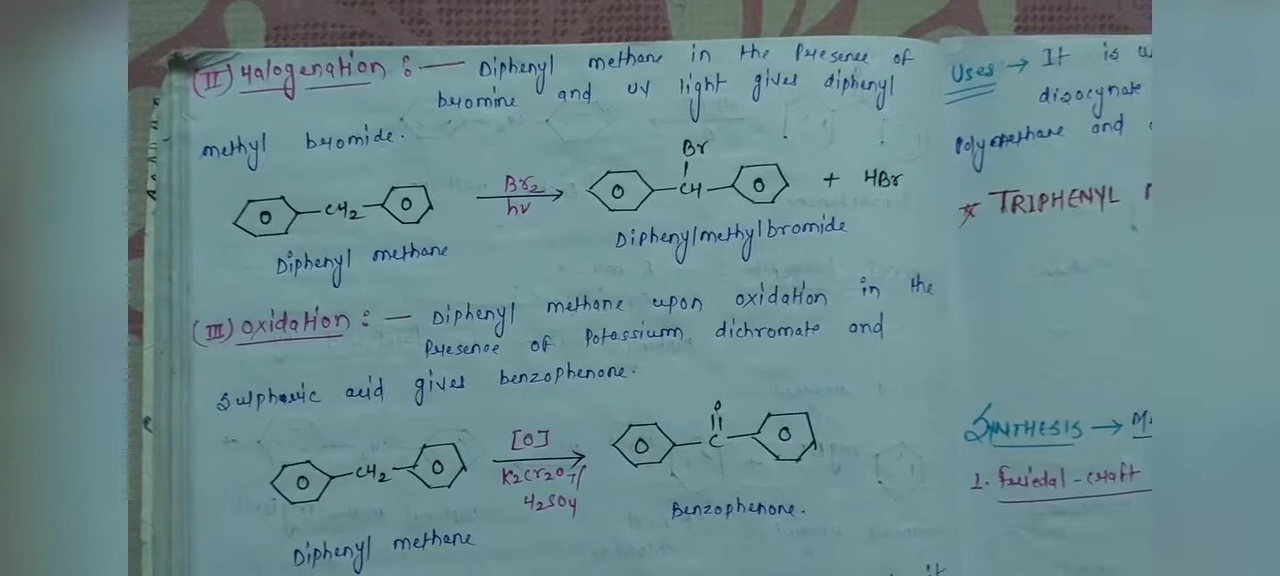 (II) Halogenation :— Diphenyl methane in the Presence of
bromine and UV light gives diphenyl
methyl bromide.
Br
CH2 Br2 CH + HBr
hv
Diphenyl methane Diphenylmethylbromide
(III) Oxidation :— Diphenyl methane upon oxidation in the
Presence of Potassium dichromate and
Sulphuric acid gives benzophenone.
O
CH2 [O] C
K2Cr2O7/
H2SO4
Benzophenone.
Diphenyl methane
Uses → It is
diisocynate
and
* TRIPHENYL
SYNTHESIS →
1. Friedal-craft
it